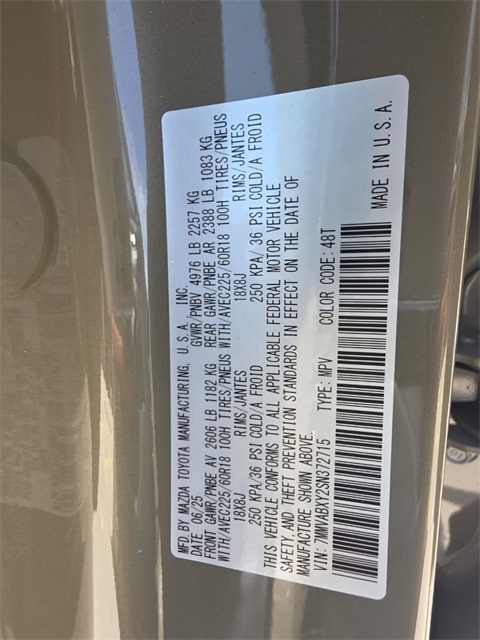 MFD BY MAZDA TOYOTA MANUFACTURING, U.S.A. INC.
DATE 06/25 GVWR/PNBV 4976 LB 2257 KG
FRONT GAWR/PNBE AV 2606 LB 1182 KG REAR GAWR/PNBE AR 2388 LB 1083 KG
WITH/AVEC225/60R18 100H TIRES/PNEUS WITH/AVEC225/60R18 100H TIRES/PNEUS
18X8J RIMS/JANTES 18X8J RIMS/JANTES
250 KPA/36 PSI COLD/A FROID 250 KPA/ 36 PSI COLD/A FROID
THIS VEHICLE CONFORMS TO ALL APPLICABLE FEDERAL MOTOR VEHICLE
SAFETY, AND THEFT PREVENTION STANDARDS IN EFFECT ON THE DATE OF
MANUFACTURE SHOWN ABOVE.
VIN: 7MMVABXY2SN372715 TYPE: MPV COLOR CODE: 48T
MADE IN U.S.A.